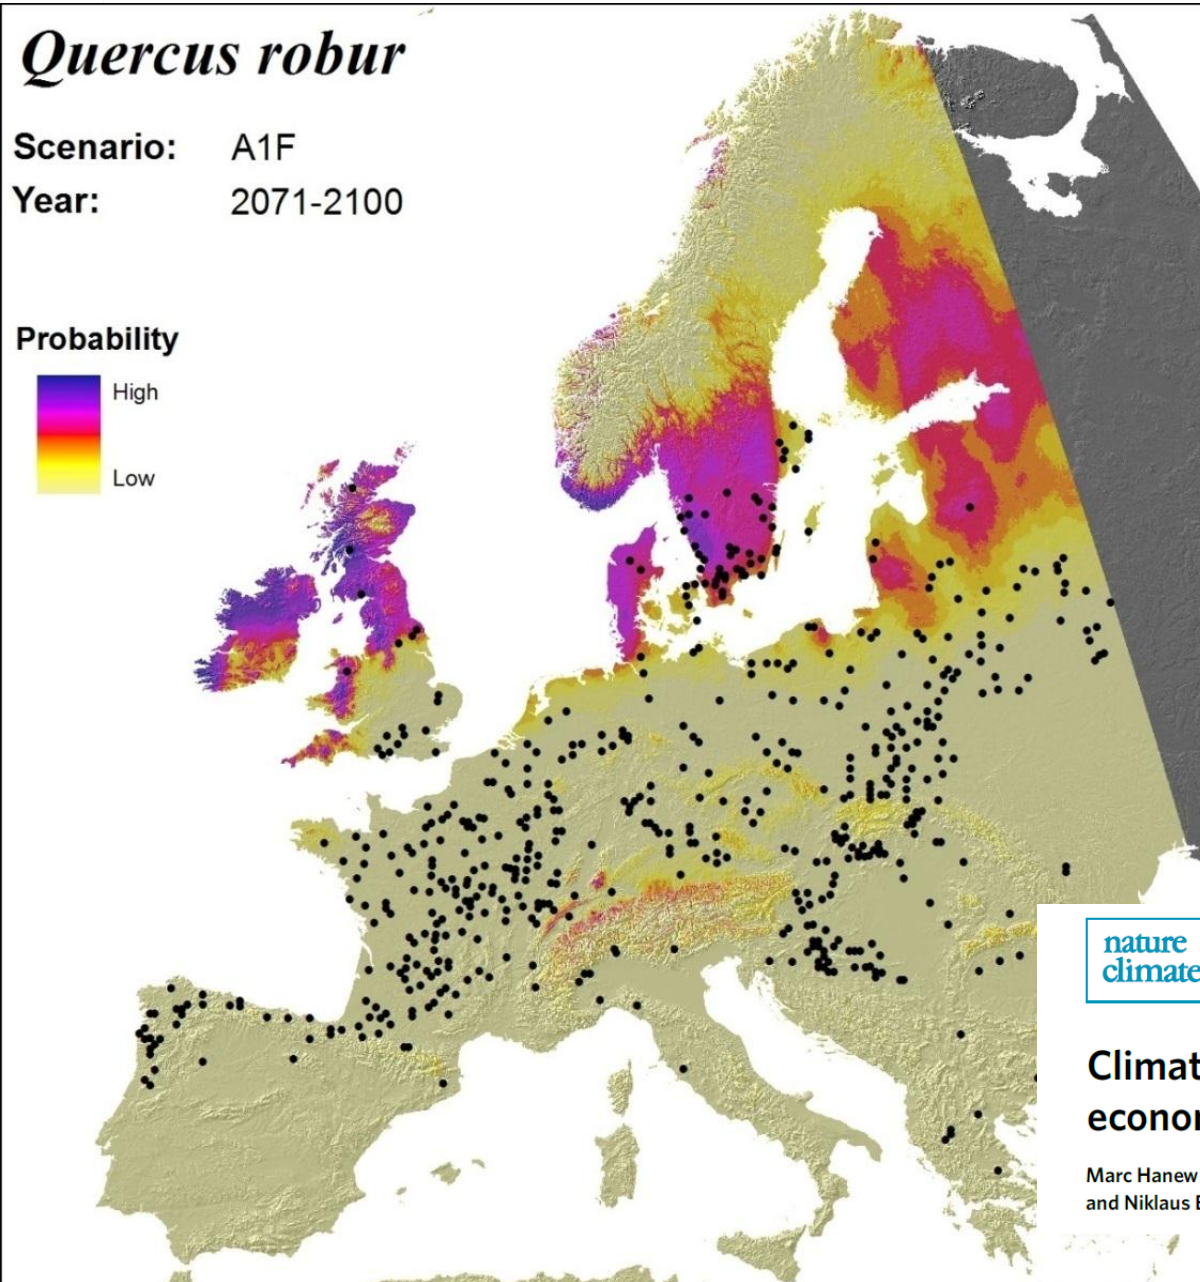 Quercus robur
Scenario: A1F
Year: 2071-2100
Probability
High
Low
nature
climate
Climat
econor
Marc Hanew
and Niklaus